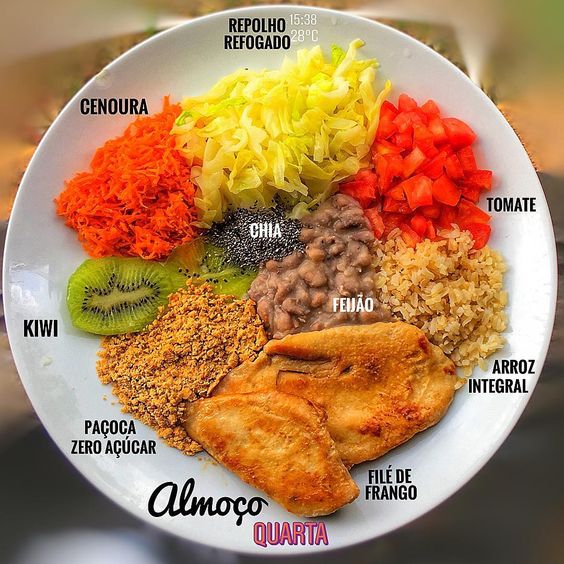 REPOLHO
REFOGADO
15:38
28°C
CENOURA
TOMATE
CHIA
FEIJÃO
KIWI
ARROZ
INTEGRAL
PAÇOCA
ZERO AÇÚCAR
FILÉ DE
FRANGO
Almoço
QUARTA